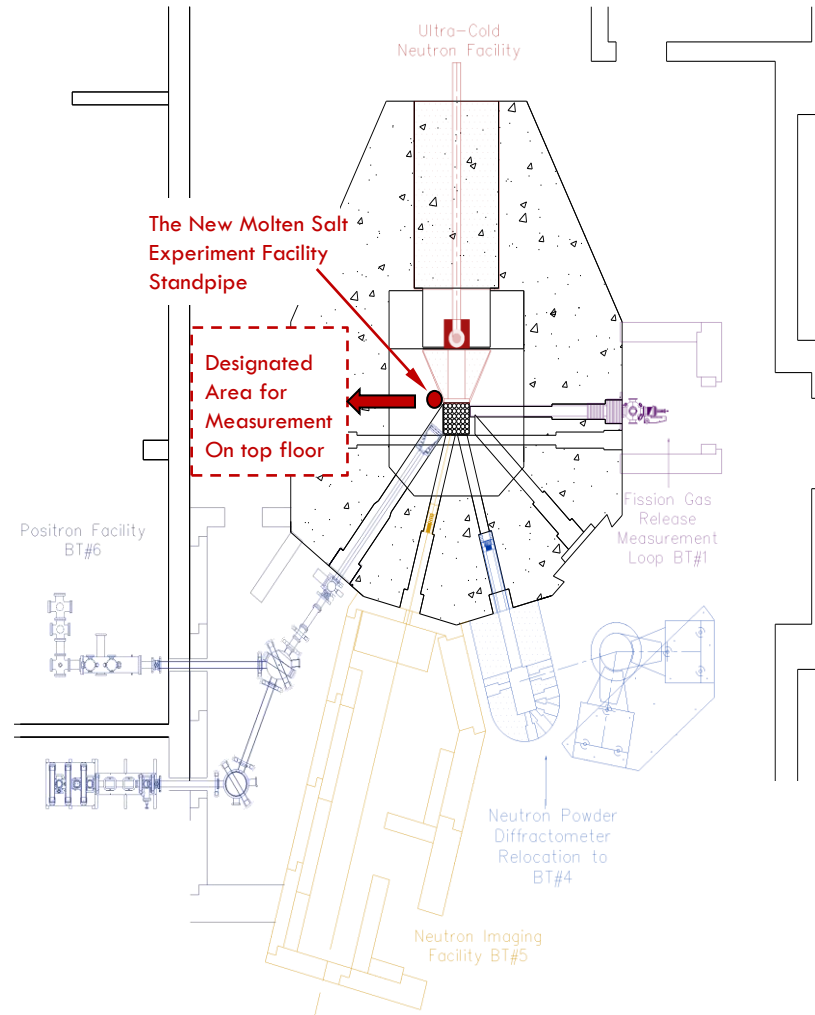 Ultra-Cold
Neutron Facility
The New Molten Salt
Experiment Facility
Standpipe
Designated
Area for
Measurement
On top floor
Positron Facility
BT#6
Fission Gas
Release
Measurement
Loop BT#1
Neutron Powder
Diffractometer
Relocation to
BT#4
Neutron Imaging
Facility BT#5